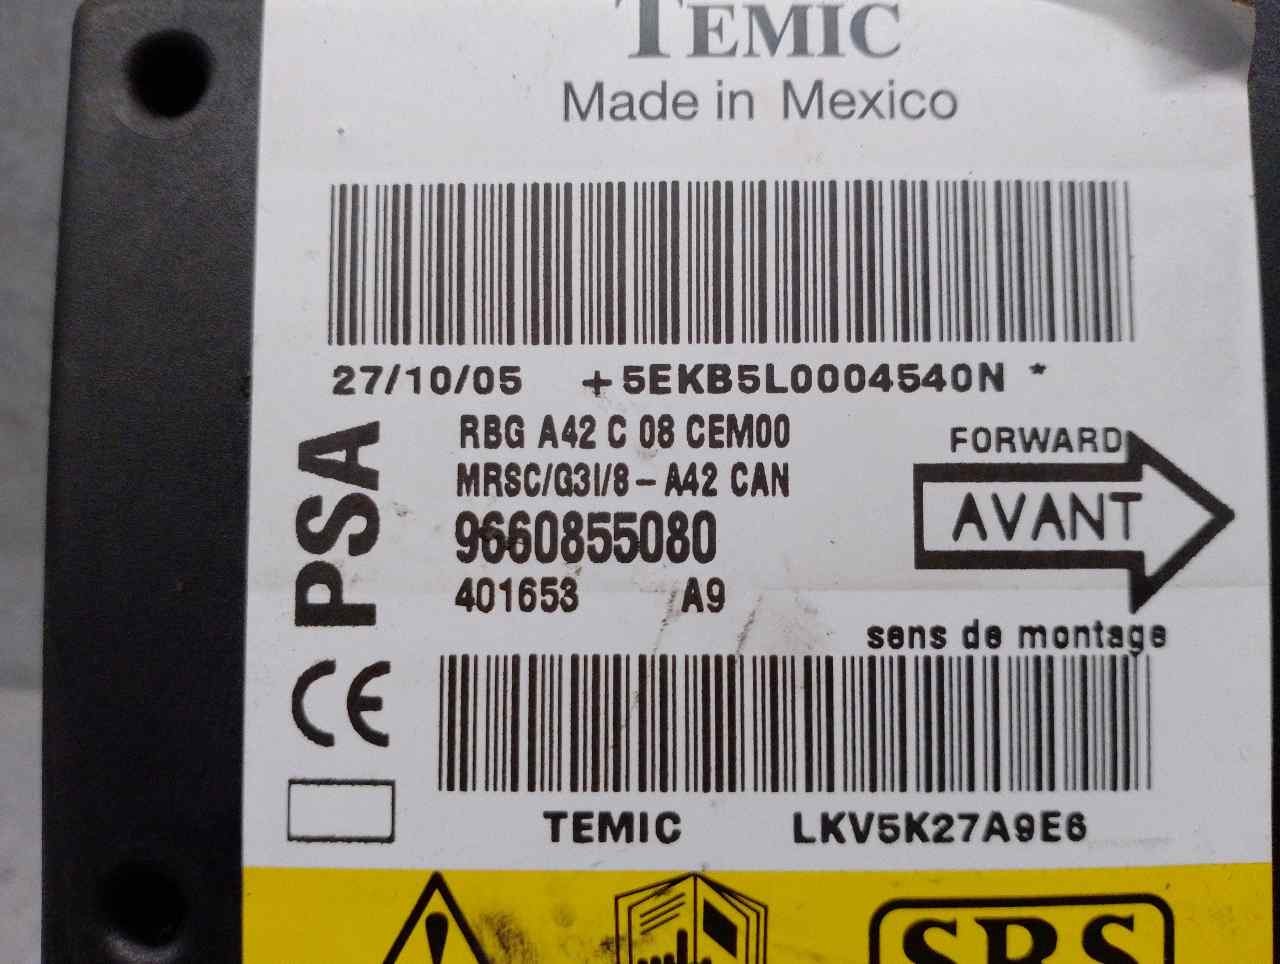 TEMIC
Made in Mexico
27/10/05 +5EKB5L0004540N *
RBG A42 C 08 CEM00
MRSC/G3I/8-A42 CAN
9660855080
401653 A9
PSA
CE
FORWARD
AVANT
sens de montage
TEMIC LKV5K27A9E6
!
SRS